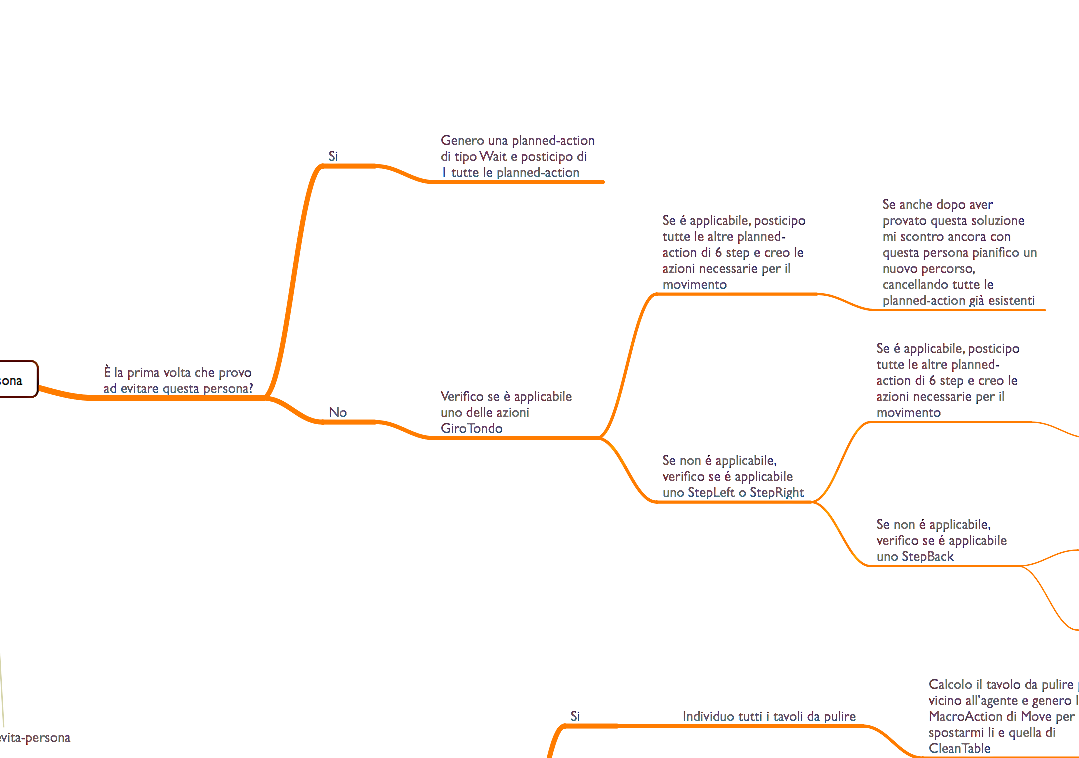 Genero una planned-action
di tipo Wait e posticipo di
1 tutte le planned-action
Si
Se é applicabile, posticipo
tutte le altre planned-
action di 6 step e creo le
azioni necessarie per il
movimento
Se anche dopo aver
provato questa soluzione
mi scontro ancora con
questa persona pianifico un
nuovo percorso,
cancellando tutte le
planned-action già esistenti
sona
È la prima volta che provo
ad evitare questa persona?
No
Verifico se è applicabile
uno delle azioni
GiroTondo
Se é applicabile, posticipo
tutte le altre planned-
action di 6 step e creo le
azioni necessarie per il
movimento
Se non é applicabile,
verifico se é applicabile
uno StepLeft o StepRight
Se non é applicabile,
verifico se é applicabile
uno StepBack
evita-persona
Si
Individuo tutti i tavoli da pulire
Calcolo il tavolo da pulire
vicino all'agente e genero
MacroAction di Move per
spostarmi li e quella di
CleanTable